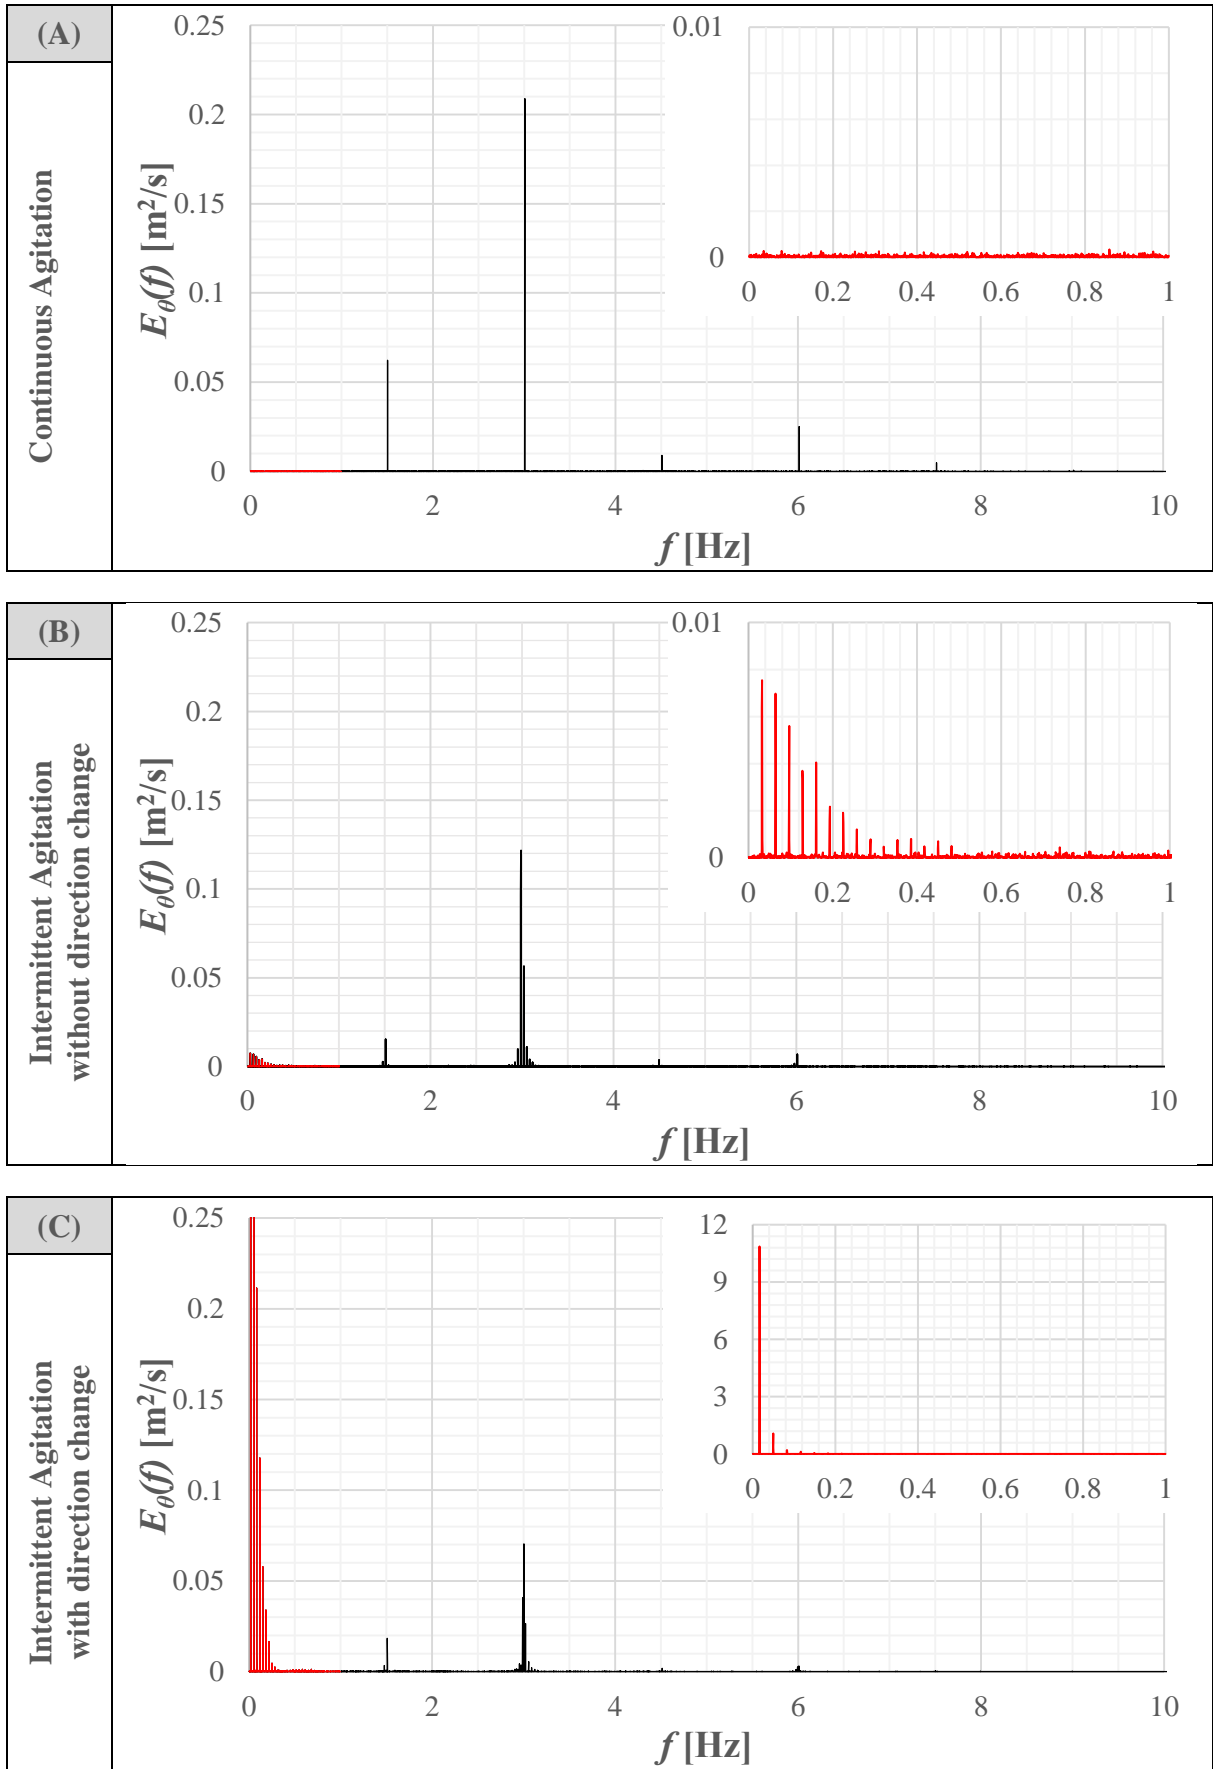 (A)
Continuous Agitation
E_θ(f) [m²/s]
0.25
0.2
0.15
0.1
0.05
0
0 2 4 6 8 10
f [Hz]
0.01
0
0 0.2 0.4 0.6 0.8 1
(B)
Intermittent Agitation
without direction change
E_θ(f) [m²/s]
0.25
0.2
0.15
0.1
0.05
0
0 2 4 6 8 10
f [Hz]
0.01
0
0 0.2 0.4 0.6 0.8 1
(C)
Intermittent Agitation
with direction change
E_θ(f) [m²/s]
0.25
0.2
0.15
0.1
0.05
0
0 2 4 6 8 10
f [Hz]
12
9
6
3
0
0 0.2 0.4 0.6 0.8 1